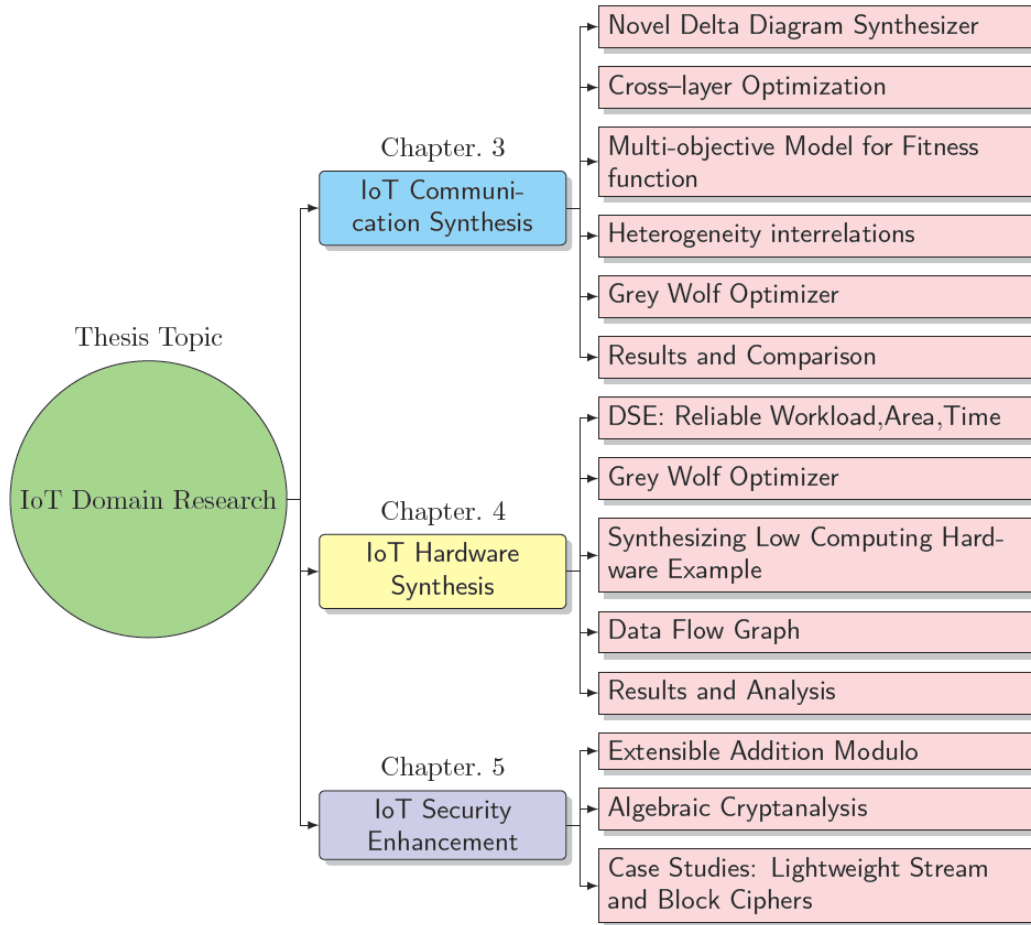 Thesis Topic
IoT Domain Research
Chapter. 3
IoT Communi-
cation Synthesis
Novel Delta Diagram Synthesizer
Cross–layer Optimization
Multi-objective Model for Fitness
function
Heterogeneity interrelations
Grey Wolf Optimizer
Results and Comparison
Chapter. 4
IoT Hardware
Synthesis
DSE: Reliable Workload,Area,Time
Grey Wolf Optimizer
Synthesizing Low Computing Hard-
ware Example
Data Flow Graph
Results and Analysis
Chapter. 5
IoT Security
Enhancement
Extensible Addition Modulo
Algebraic Cryptanalysis
Case Studies: Lightweight Stream
and Block Ciphers